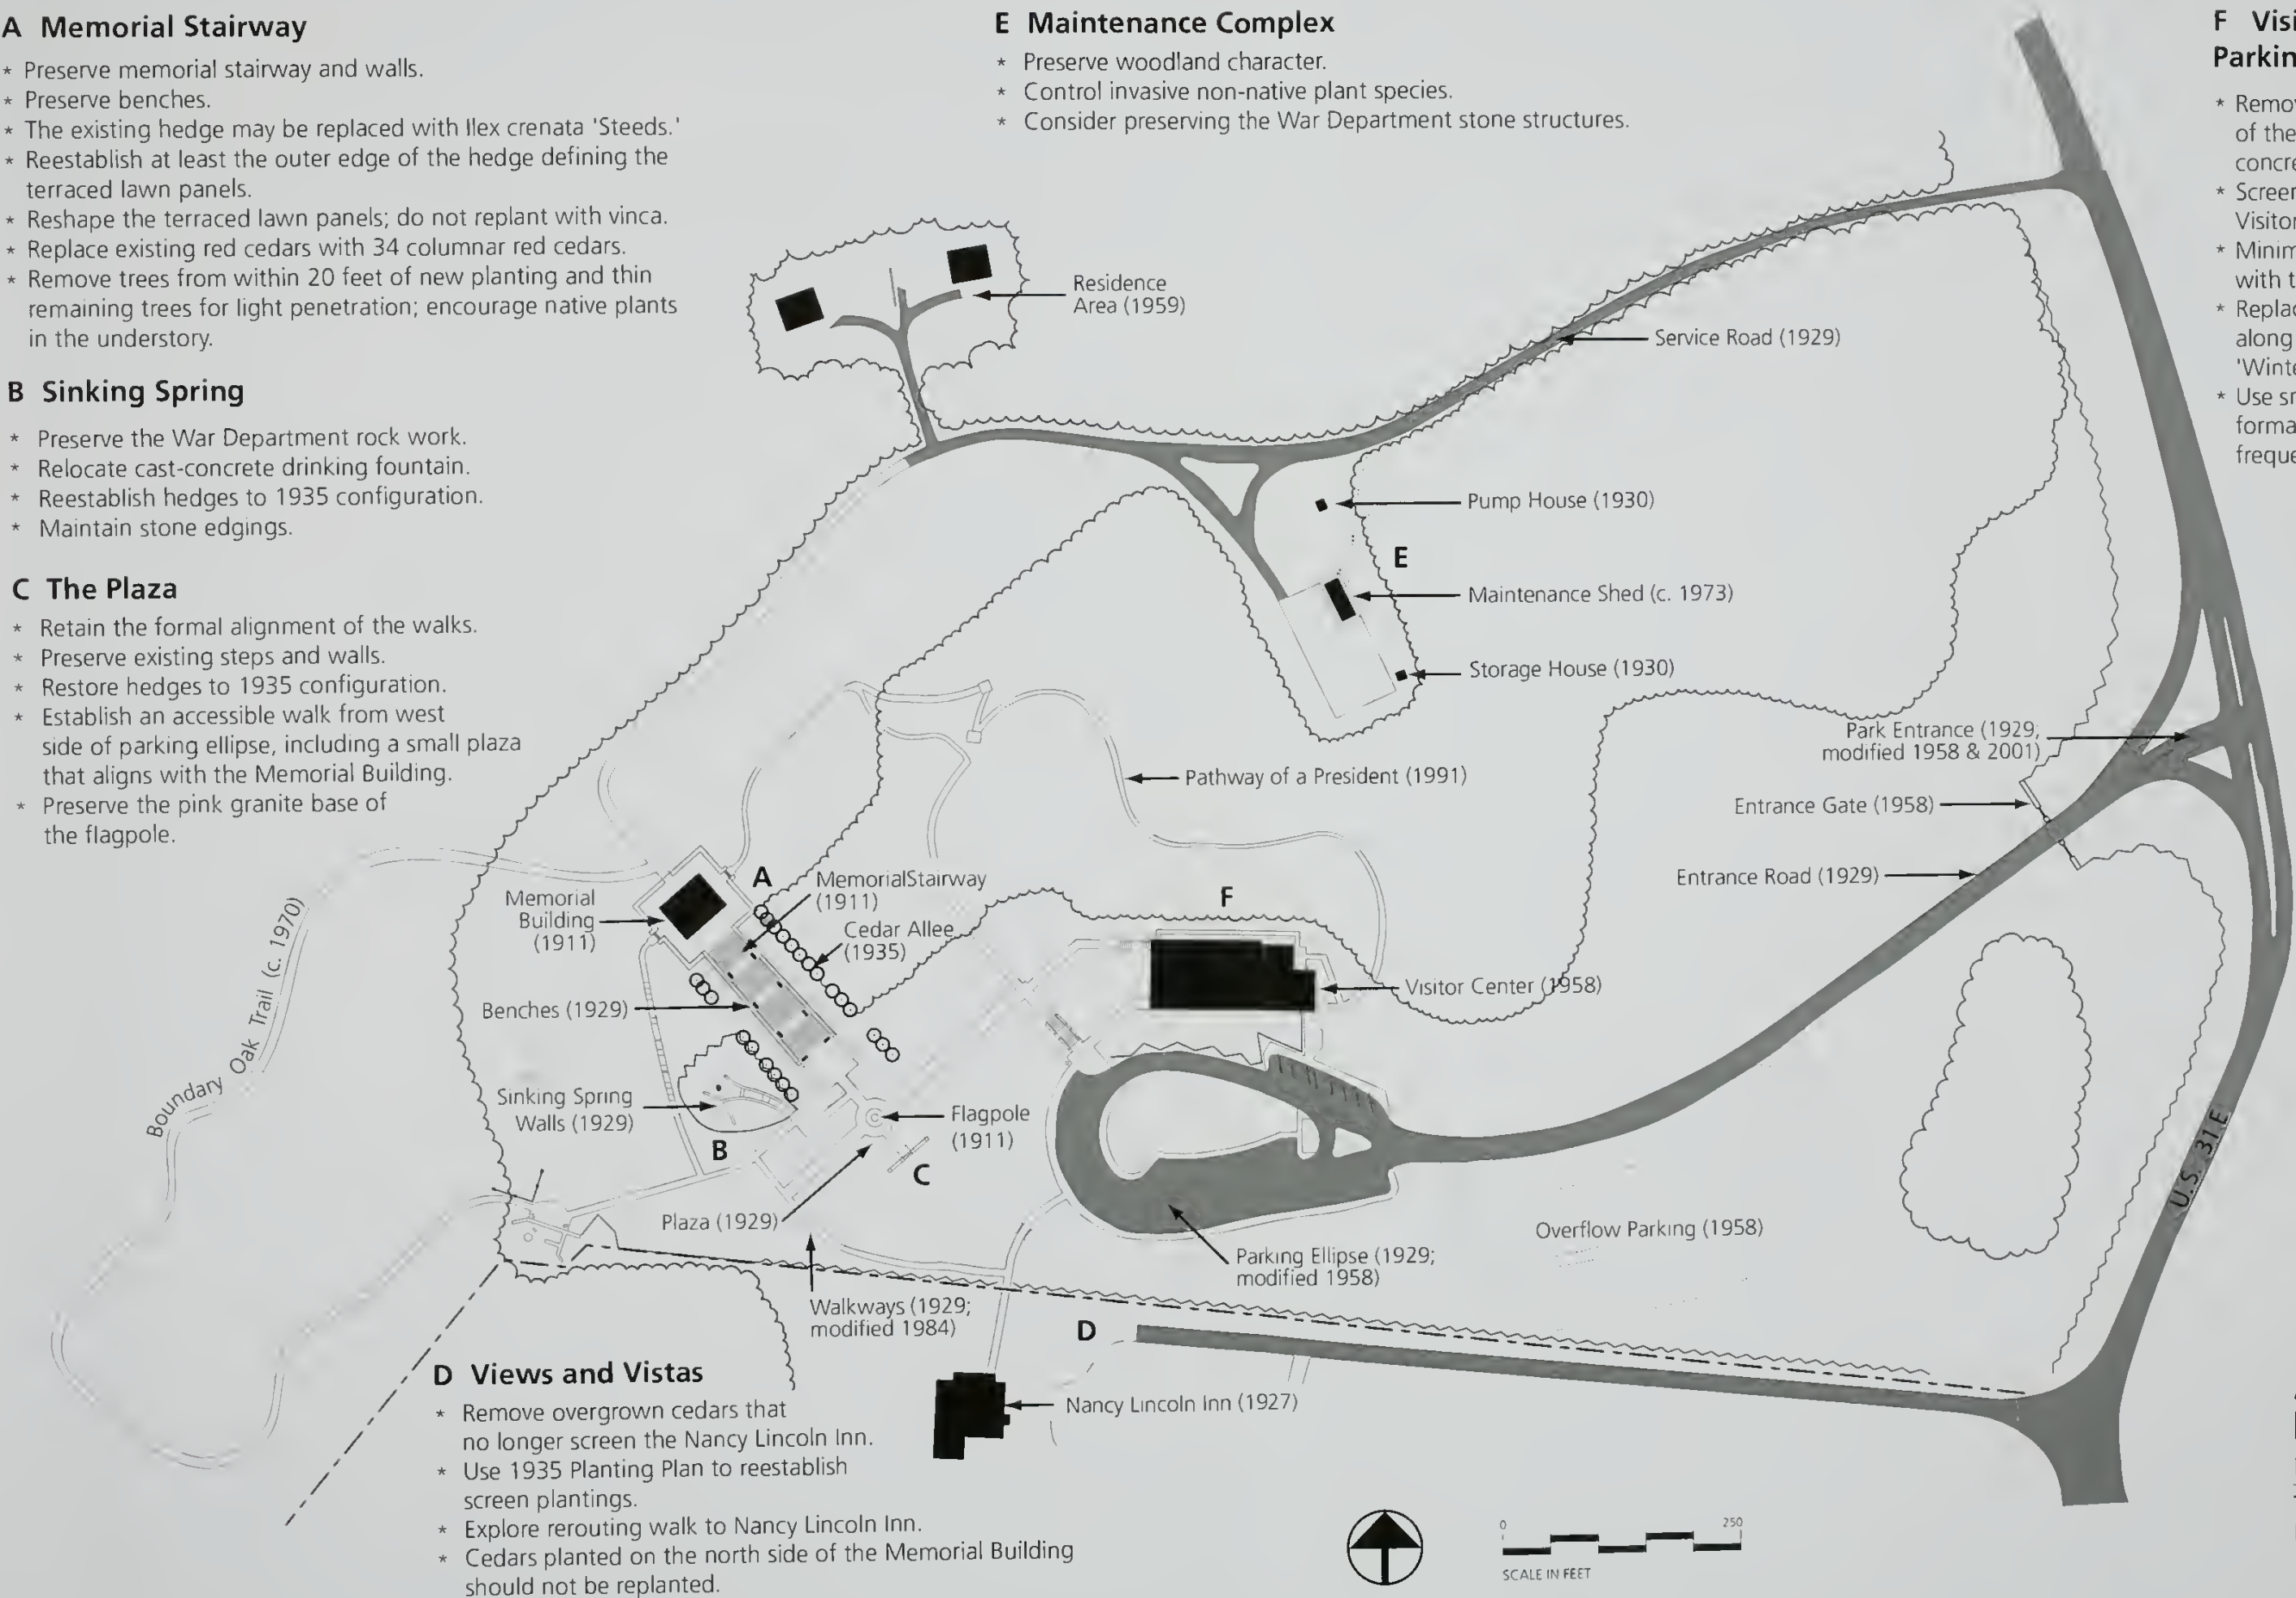 A Memorial Stairway
* Preserve memorial stairway and walls.
* Preserve benches.
* The existing hedge may be replaced with Ilex crenata 'Steeds.'
* Reestablish at least the outer edge of the hedge defining the
terraced lawn panels.
* Reshape the terraced lawn panels; do not replant with vinca.
* Replace existing red cedars with 34 columnar red cedars.
* Remove trees from within 20 feet of new planting and thin
remaining trees for light penetration; encourage native plants
in the understory.
B Sinking Spring
* Preserve the War Department rock work.
* Relocate cast-concrete drinking fountain.
* Reestablish hedges to 1935 configuration.
* Maintain stone edgings.
C The Plaza
* Retain the formal alignment of the walks.
* Preserve existing steps and walls.
* Restore hedges to 1935 configuration.
* Establish an accessible walk from west
side of parking ellipse, including a small plaza
that aligns with the Memorial Building.
* Preserve the pink granite base of
the flagpole.
D Views and Vistas
* Remove overgrown cedars that
no longer screen the Nancy Lincoln Inn.
* Use 1935 Planting Plan to reestablish
screen plantings.
* Explore rerouting walk to Nancy Lincoln Inn.
* Cedars planted on the north side of the Memorial Building
should not be replanted.
E Maintenance Complex
* Preserve woodland character.
* Control invasive non-native plant species.
* Consider preserving the War Department stone structures.
F
* 
of the
* 
* 
with
* 
along
* Use
Residence
Area (1959)
Service Road (1929)
Pump House (1930)
E
Maintenance Shed (c. 1973)
Storage House (1930)
Park Entrance (1929;
modified 1958 & 2001)
Pathway of a President (1991)
Entrance Gate (1958)
Entrance Road (1929)
A
MemorialStairway
(1911)
Memorial
Building
(1911)
Cedar Allee
(1935)
F
Visitor Center (1958)
Benches (1929)
Boundary Oak Trail (c. 1970)
Sinking Spring
Walls (1929)
B
Flagpole
(1911)
C
Plaza (1929)
U.S. 31E
Overflow Parking (1958)
Parking Ellipse (1929;
modified 1958)
Walkways (1929;
modified 1984)
D
Nancy Lincoln Inn (1927)
0 250
SCALE IN FEET